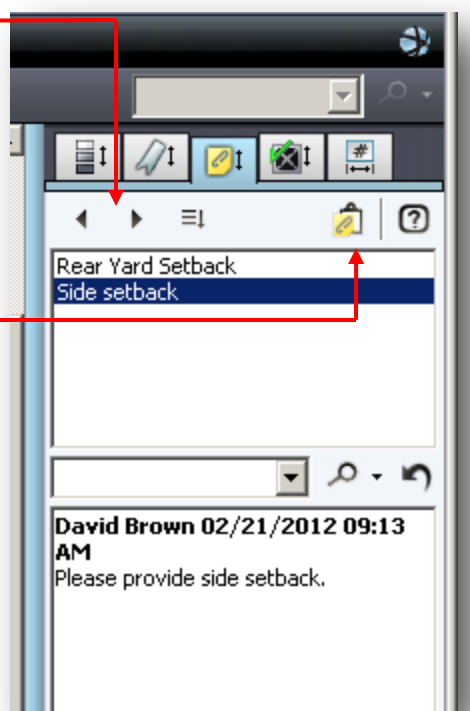 #
?
Rear Yard Setback
Side setback
David Brown 02/21/2012 09:13
AM
Please provide side setback.